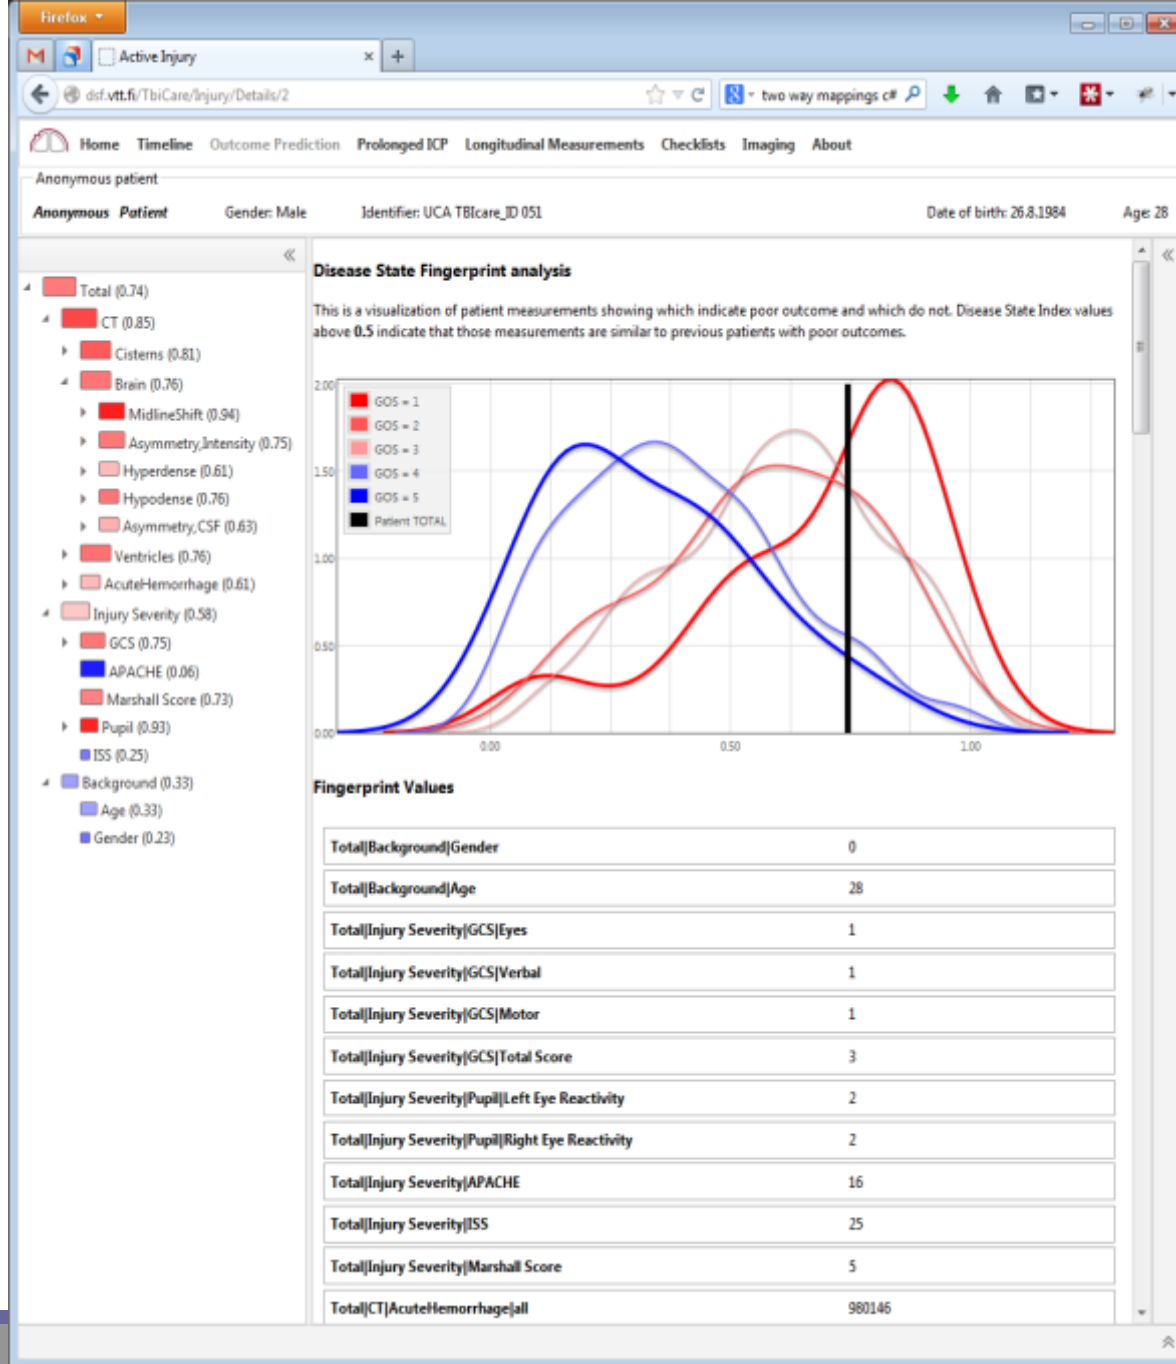 Firefox
Active Injury
dsf.vtt.fi/TbiCare/Injury/Details/2
two way mappings c#
Home Timeline Outcome Prediction Prolonged ICP Longitudinal Measurements Checklists Imaging About
Anonymous patient
Anonymous Patient Gender: Male Identifier: UCA TBIcare_ID 051 Date of birth: 26.8.1984 Age: 28
Total (0.74)
CT (0.85)
Cisterns (0.81)
Brain (0.76)
MidlineShift (0.94)
Asymmetry,Intensity (0.75)
Hyperdense (0.61)
Hypodense (0.76)
Asymmetry,CSF (0.63)
Ventricles (0.76)
AcuteHemorrhage (0.61)
Injury Severity (0.58)
GCS (0.75)
APACHE (0.06)
Marshall Score (0.73)
Pupil (0.93)
ISS (0.25)
Background (0.33)
Age (0.33)
Gender (0.23)
Disease State Fingerprint analysis
This is a visualization of patient measurements showing which indicate poor outcome and which do not. Disease State Index values
above 0.5 indicate that those measurements are similar to previous patients with poor outcomes.
2.00
1.50
1.00
0.50
0.00
GOS = 1
GOS = 2
GOS = 3
GOS = 4
GOS = 5
Patient TOTAL
0.00 0.50 1.00
Fingerprint Values
Total|Background|Gender 0
Total|Background|Age 28
Total|Injury Severity|GCS|Eyes 1
Total|Injury Severity|GCS|Verbal 1
Total|Injury Severity|GCS|Motor 1
Total|Injury Severity|GCS|Total Score 3
Total|Injury Severity|Pupil|Left Eye Reactivity 2
Total|Injury Severity|Pupil|Right Eye Reactivity 2
Total|Injury Severity|APACHE 16
Total|Injury Severity|ISS 25
Total|Injury Severity|Marshall Score 5
Total|CT|AcuteHemorrhage|all 980146